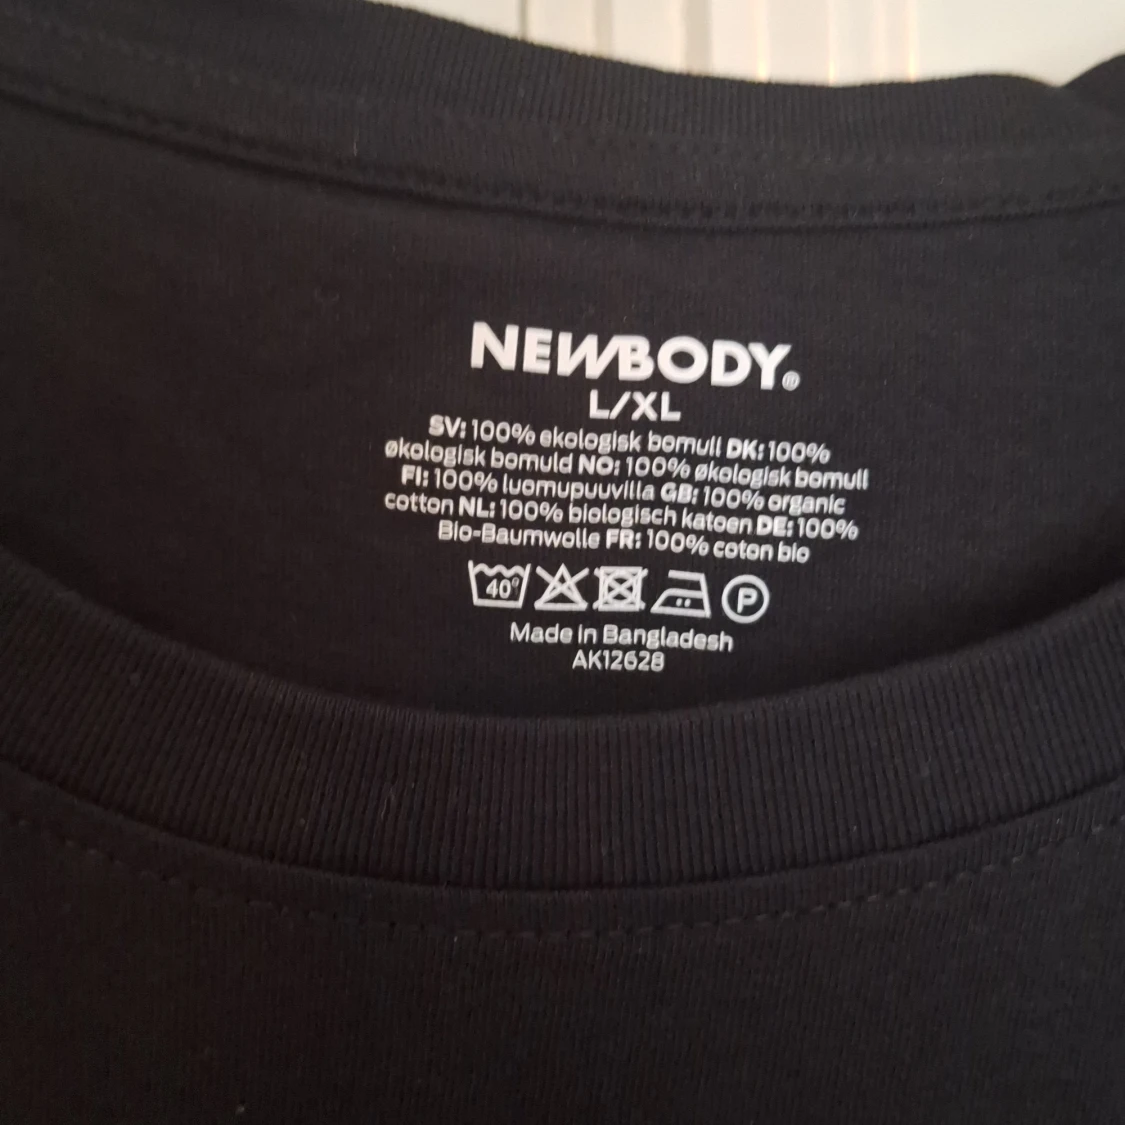 NEWBODY®
L/XL
SV: 100% ekologisk bomull DK: 100%
økologisk bomuld NO: 100% økologisk bomull
FI: 100% luomupuuvilla GB: 100% organic
cotton NL: 100% biologisch katoen DE: 100%
Bio-Baumwolle FR: 100% coton bio
40° P
Made in Bangladesh
AK12628